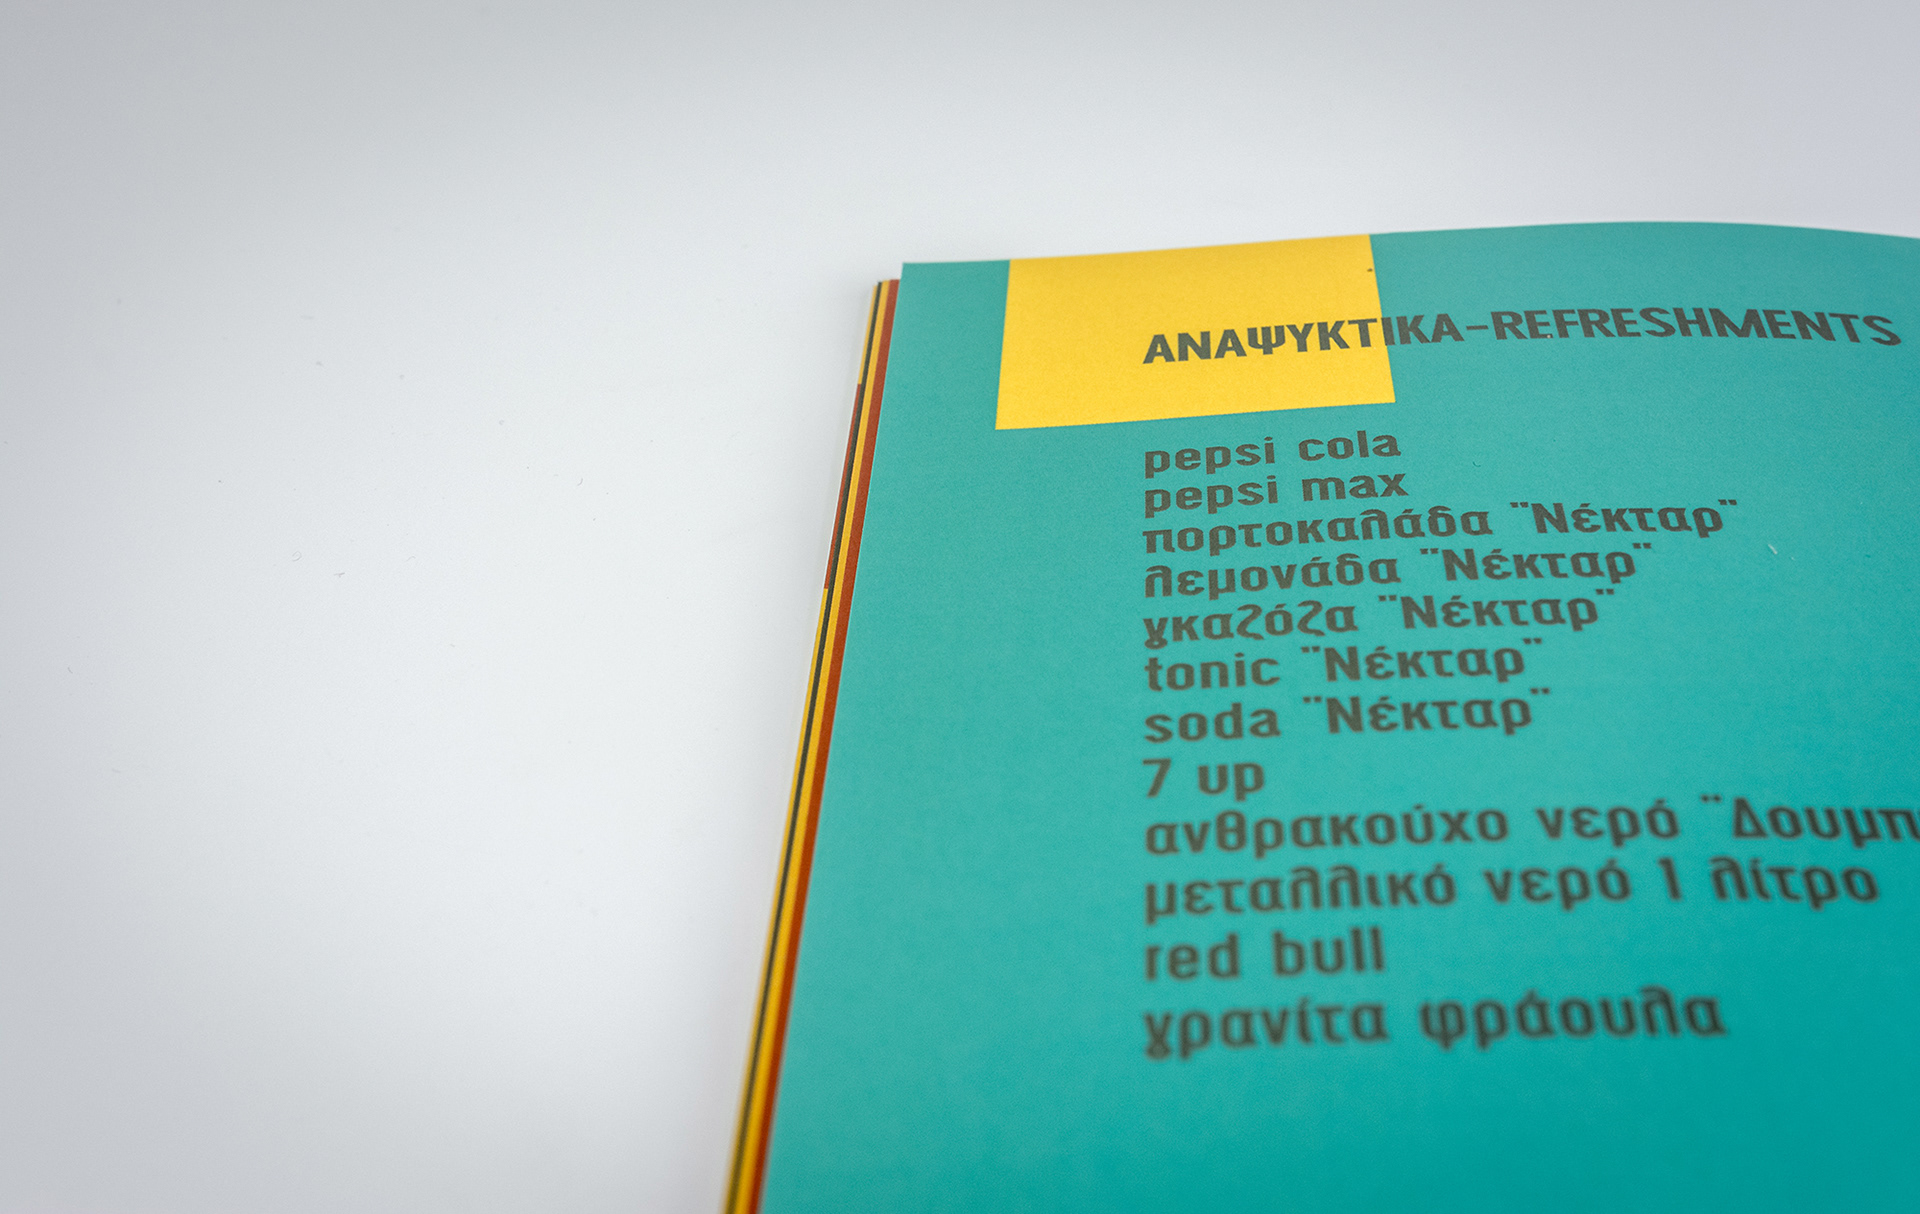 ΑΝΑΨΥΚΤΙΚΑ-REFRESHMENTS
pepsi cola
pepsi max
πορτοκαλάδα "Νέκταρ"
λεμονάδα "Νέκταρ"
γκαζόζα "Νέκταρ"
tonic "Νέκταρ"
soda "Νέκταρ"
7 up
ανθρακούχο νερό
μεταλλικό νερό 1 λίτρο
red bull
γρανίτα φράουλα